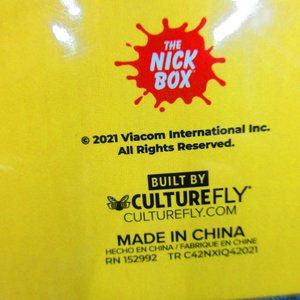 THE
NICK
BOX
© 2021 Viacom International Inc.
All Rights Reserved.
BUILT BY
CULTUREFLY
CULTUREFLY.COM
MADE IN CHINA
HECHO EN CHINA / FABRIQUE EN CHINE
RN 152992 TR C42NXIQ42021